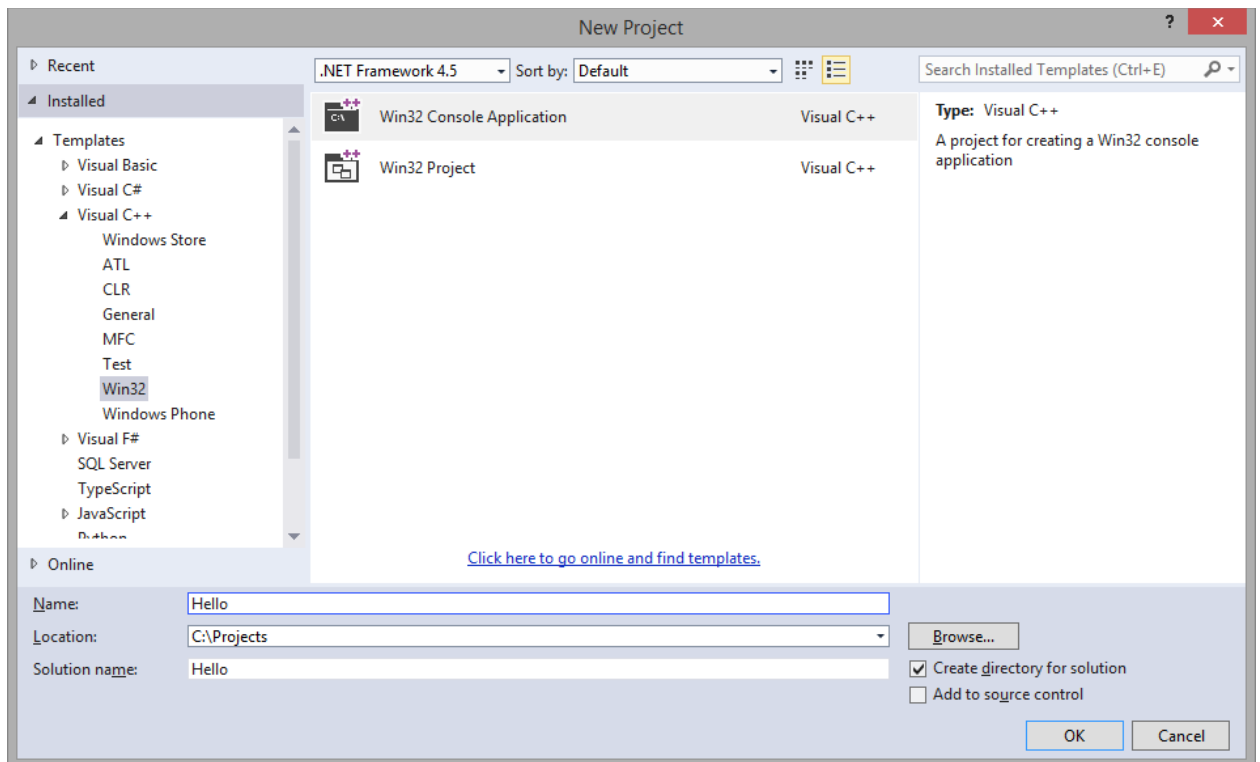 New Project
?
Recent
.NET Framework 4.5
Sort by: Default
Search Installed Templates (Ctrl+E)
Installed
Templates
Visual Basic
Visual C#
Visual C++
Windows Store
ATL
CLR
General
MFC
Test
Win32
Windows Phone
Visual F#
SQL Server
TypeScript
JavaScript
Python
Online
C:\
Win32 Console Application
Visual C++
Win32 Project
Visual C++
Click here to go online and find templates.
Type: Visual C++
A project for creating a Win32 console
application
Name: Hello
Location: C:\Projects
Browse...
Solution name: Hello
Create directory for solution
Add to source control
OK
Cancel